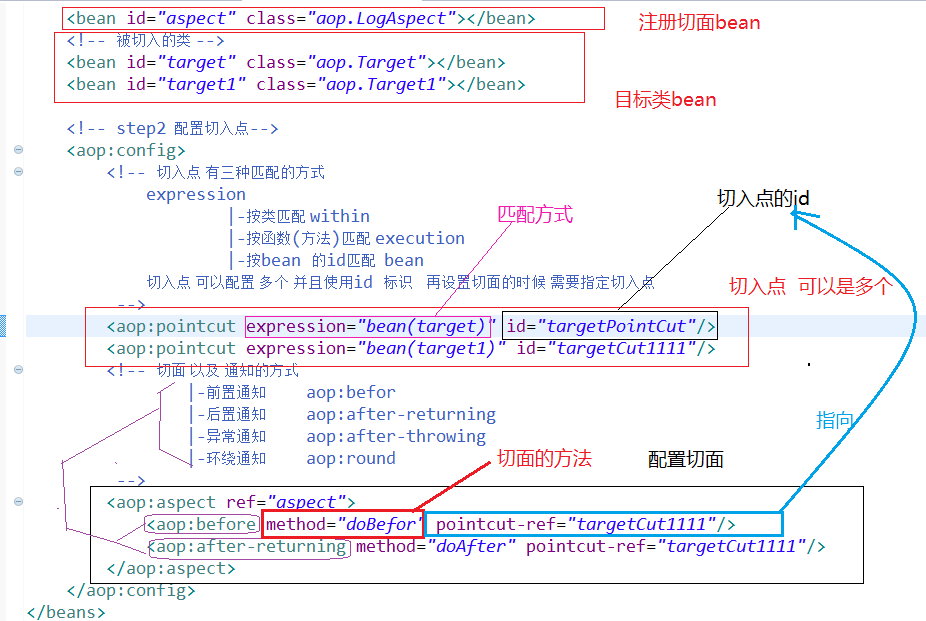 <bean id="aspect" class="aop.LogAspect"></bean>
注册切面bean
<!-- 被切入的类 -->
<bean id="target" class="aop.Target"></bean>
<bean id="target1" class="aop.Target1"></bean>
目标类bean
<!-- step2 配置切入点-->
<aop:config>
<!-- 切入点 有三种匹配的方式
expression
切入点的id
|-按类匹配 within
匹配方式
|-按函数(方法)匹配 execution
|-按bean 的id匹配 bean
切入点 可以配置 多个 并且使用id 标识 再设置切面的时候 需要指定切入点
切入点 可以是多个
-->
<aop:pointcut expression="bean(target)" id="targetPointCut"/>
<aop:pointcut expression="bean(target1)" id="targetCut1111"/>
<!-- 切面 以及 通知的方式
|-前置通知 aop:befor
|-后置通知 aop:after-returning
指向
|-异常通知 aop:after-throwing
|-环绕通知 aop:round
切面的方法
配置切面
-->
<aop:aspect ref="aspect">
<aop:before method="doBefor" pointcut-ref="targetCut1111"/>
<aop:after-returning method="doAfter" pointcut-ref="targetCut1111"/>
</aop:aspect>
</aop:config>
</beans>